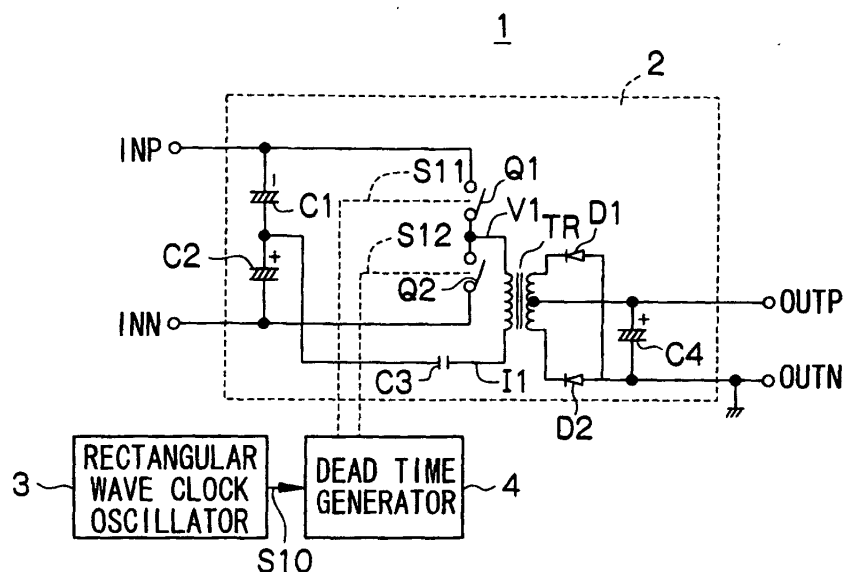 1
2
INP
S11
Q1
C1
V1
TR
D1
S12
C2
+
Q2
OUTP
+
C4
INN
C3
I1
D2
OUTN
3
RECTANGULAR
WAVE CLOCK
OSCILLATOR
S10
DEAD TIME
GENERATOR
4